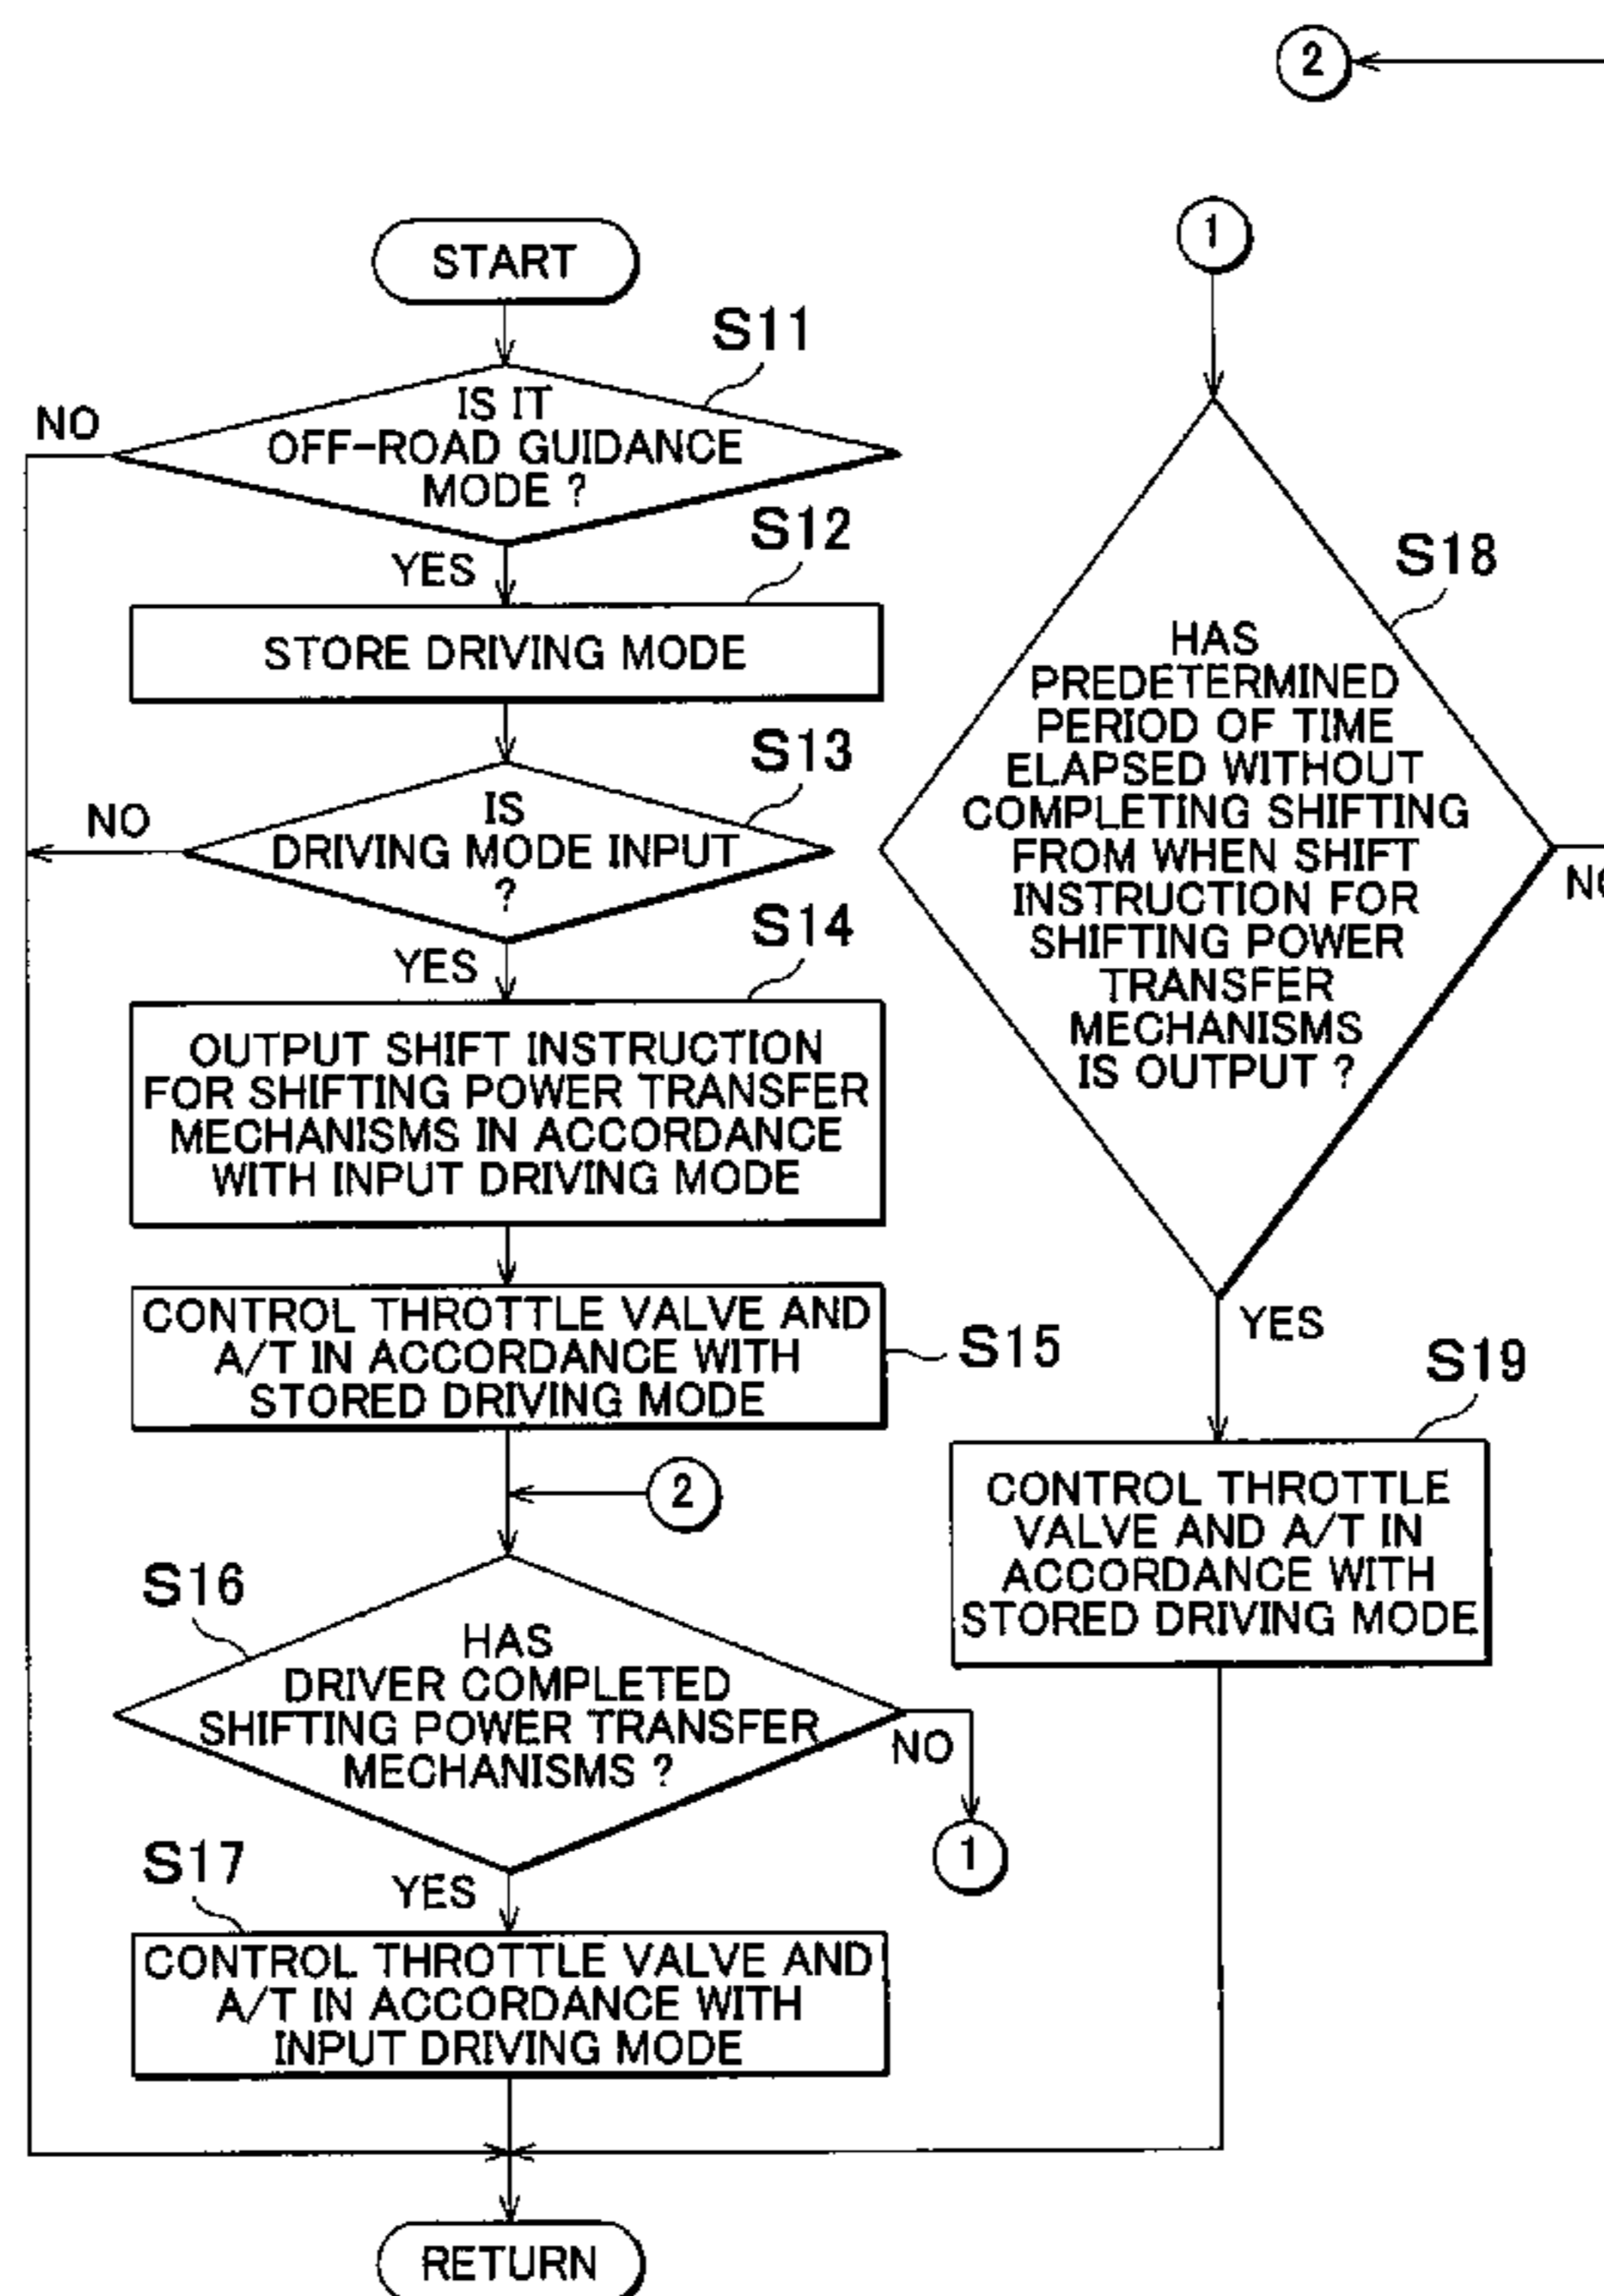 START
S11
IS IT
OFF-ROAD GUIDANCE
MODE ?
NO
YES
S12
STORE DRIVING MODE
S13
IS
DRIVING MODE INPUT
?
NO
YES
S14
OUTPUT SHIFT INSTRUCTION
FOR SHIFTING POWER TRANSFER
MECHANISMS IN ACCORDANCE
WITH INPUT DRIVING MODE
CONTROL THROTTLE VALVE AND
A/T IN ACCORDANCE WITH
STORED DRIVING MODE
S15
2
S16
HAS
DRIVER COMPLETED
SHIFTING POWER TRANSFER
MECHANISMS ?
NO
1
YES
S17
CONTROL THROTTLE VALVE AND
A/T IN ACCORDANCE WITH
INPUT DRIVING MODE
RETURN
2
1
S18
HAS
PREDETERMINED
PERIOD OF TIME
ELAPSED WITHOUT
COMPLETING SHIFTING
FROM WHEN SHIFT
INSTRUCTION FOR
SHIFTING POWER
TRANSFER
MECHANISMS
IS OUTPUT ?
YES
S19
CONTROL THROTTLE
VALVE AND A/T IN
ACCORDANCE WITH
STORED DRIVING MODE